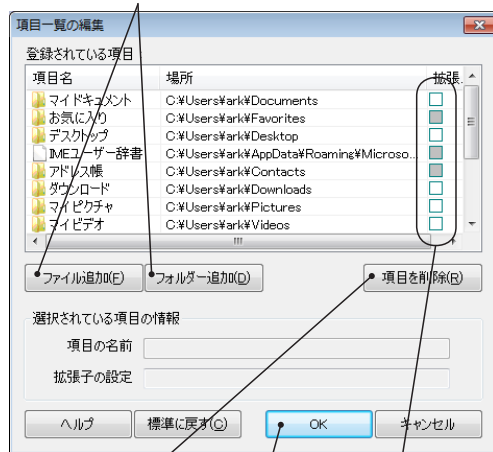 項目一覧の編集
登録されている項目
項目名 場所 拡張
マイドキュメント C:¥Users¥ark¥Documents
お気に入り C:¥Users¥ark¥Favorites
デスクトップ C:¥Users¥ark¥Desktop
IMEユーザー辞書 C:¥Users¥ark¥AppData¥Roaming¥Microso...
アドレス帳 C:¥Users¥ark¥Contacts
ダウンロード C:¥Users¥ark¥Downloads
マイピクチャ C:¥Users¥ark¥Pictures
マイビデオ C:¥Users¥ark¥Videos
ファイル追加(F) フォルダー追加(D) 項目を削除(R)
選択されている項目の情報
項目の名前
拡張子の設定
ヘルプ 標準に戻す(C) OK キャンセル